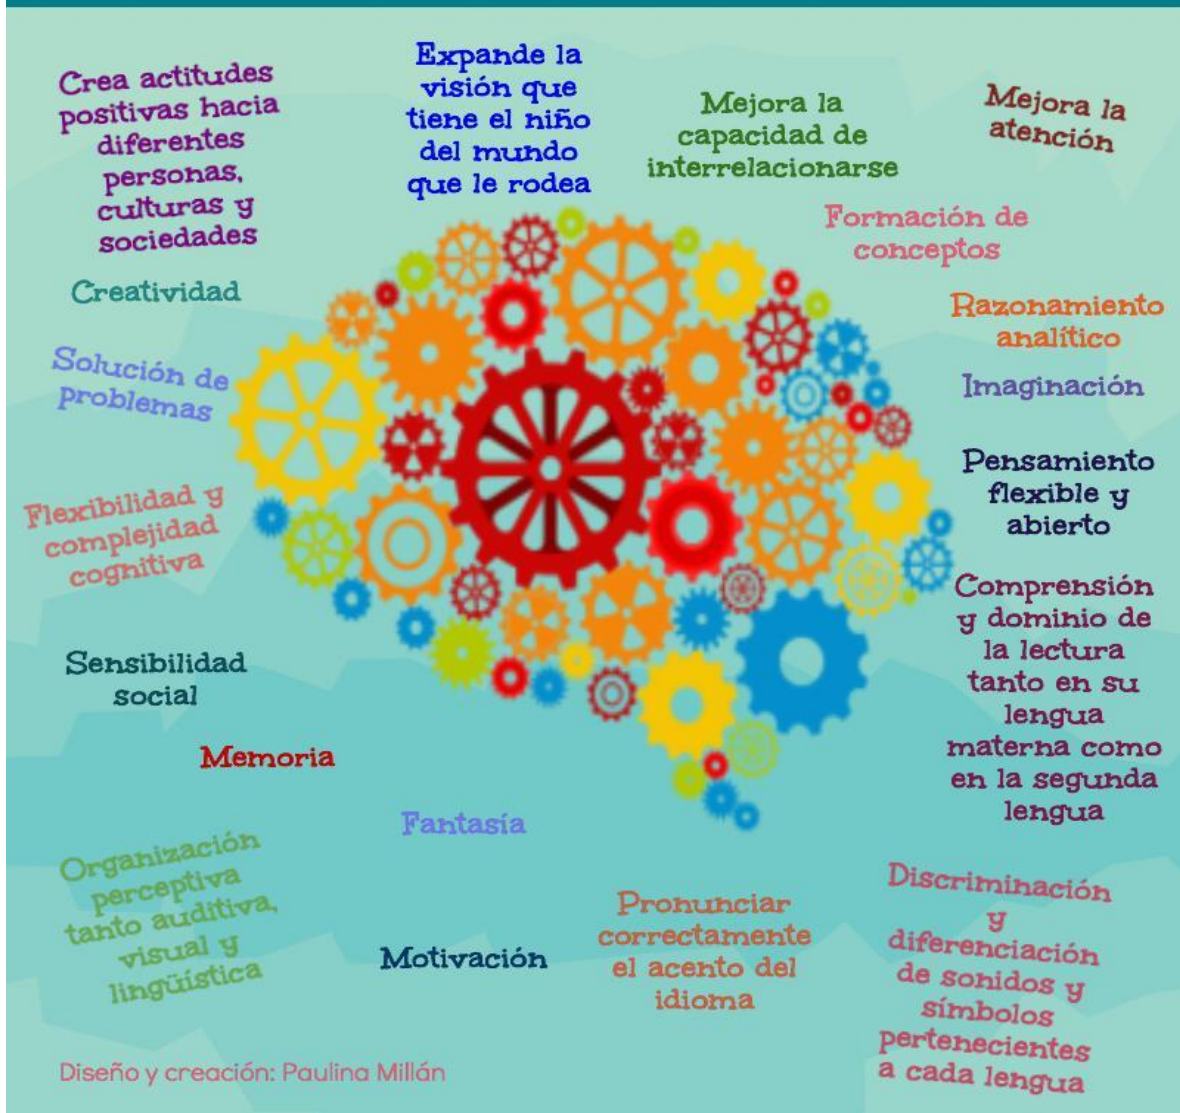 Crea actitudes
positivas hacia
diferentes
personas,
culturas y
sociedades
Expande la
visión que
tiene el niño
del mundo
que le rodea
Mejora la
capacidad de
interrelacionarse
Mejora la
atención
Formación de
conceptos
Creatividad
Razonamiento
analítico
Solución de
problemas
Imaginación
Pensamiento
flexible y
abierto
Flexibilidad y
complejidad
cognitiva
Comprensión
y dominio de
la lectura
tanto en su
lengua
materna como
en la segunda
lengua
Sensibilidad
social
Memoria
Fantasía
Organización
perceptiva
tanto auditiva,
visual y
lingüística
Motivación
Pronunciar
correctamente
el acento del
idioma
Discriminación
y
diferenciación
de sonidos y
símbolos
pertenecientes
a cada lengua
Diseño y creación: Paulina Millán